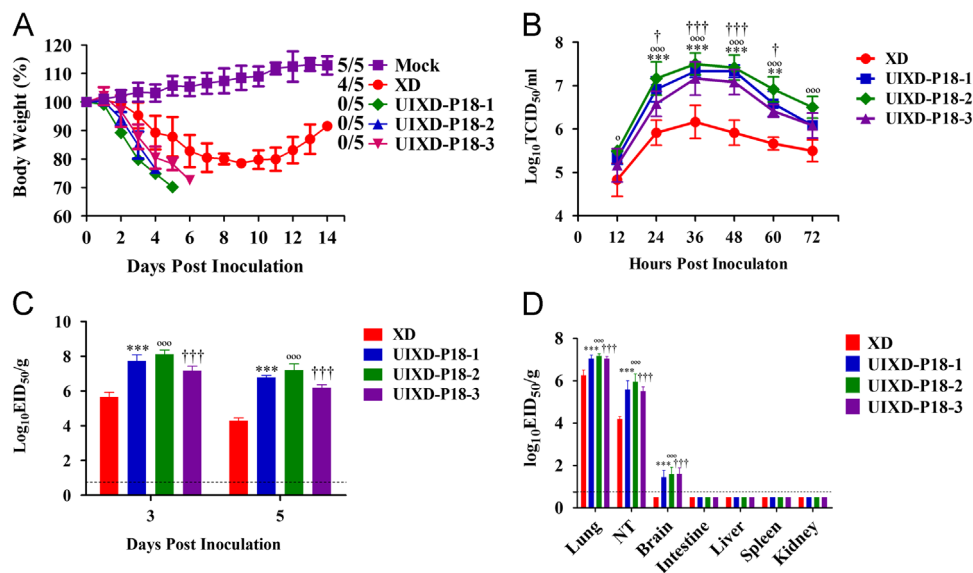 A
Body Weight (%)
120
110
100
90
80
70
60
0 2 4 6 8 10 12 14
Days Post Inoculation
5/5 Mock
4/5 XD
0/5 UIXD-P18-1
0/5 UIXD-P18-2
0/5 UIXD-P18-3
B
Log10 TCID50/ml
8
7
6
5
4
° † °°° *** ††† °°° *** ††† °°° *** † °°° ** °°°
12 24 36 48 60 72
Hours Post Inoculaton
XD
UIXD-P18-1
UIXD-P18-2
UIXD-P18-3
C
Log10EID50/g
10
8
6
4
2
0
*** °°° ††† *** °°° †††
3 5
Days Post Inoculation
XD
UIXD-P18-1
UIXD-P18-2
UIXD-P18-3
D
log10EID50/g
8
6
4
2
0
*** °°° ††† *** °°° ††† *** °°° †††
Lung NT Brain Intestine Liver Spleen Kidney
XD
UIXD-P18-1
UIXD-P18-2
UIXD-P18-3